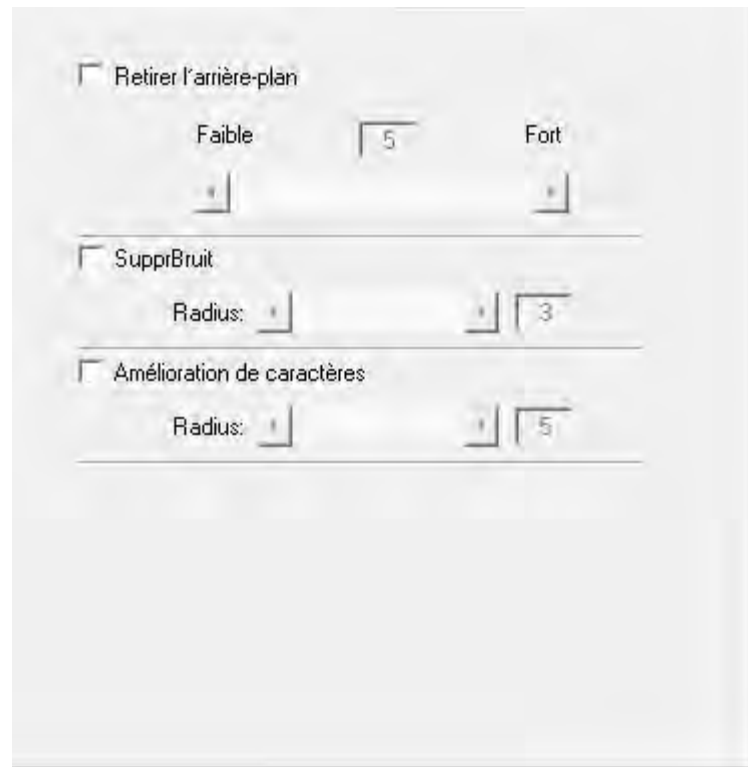 Retirer l'arrière-plan
Faible 5 Fort
SupprBruit
Radius: 3
Amélioration de caractères
Radius: 5